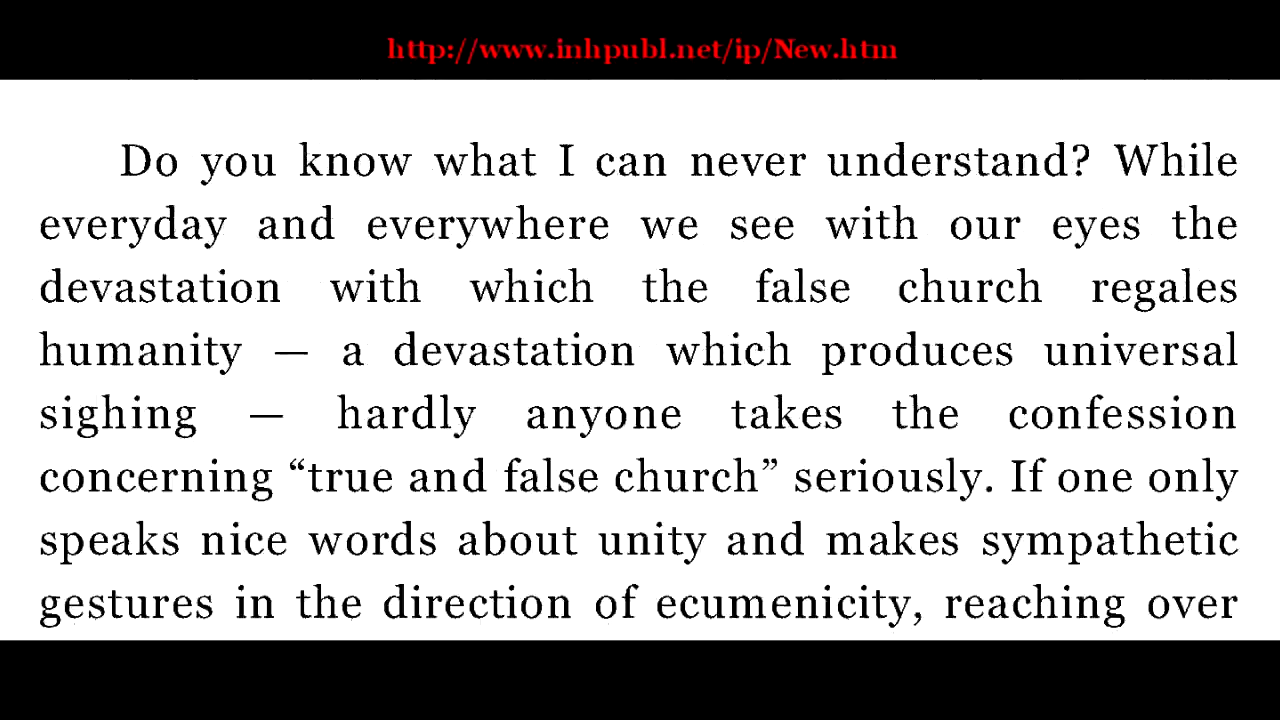 http://www.inhpubl.net/ip/New.htm
Do you know what I can never understand? While
everyday and everywhere we see with our eyes the
devastation with which the false church regales
humanity — a devastation which produces universal
sighing — hardly anyone takes the confession
concerning “true and false church” seriously. If one only
speaks nice words about unity and makes sympathetic
gestures in the direction of ecumenicity, reaching over